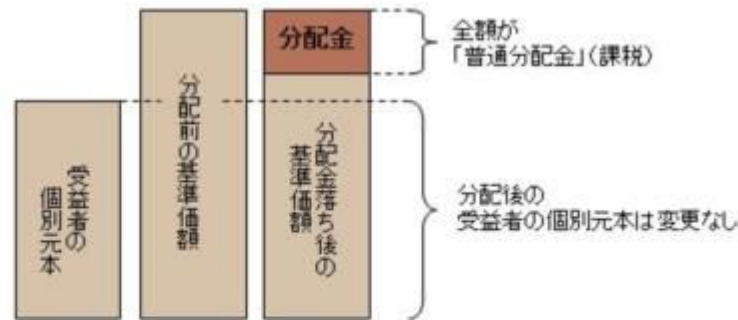 受益者の
個別元本
分配前の基準価額
分配金
分配金落ち後の
基準価額
全額が
「普通分配金」(課税)
分配後の
受益者の個別元本は変更なし